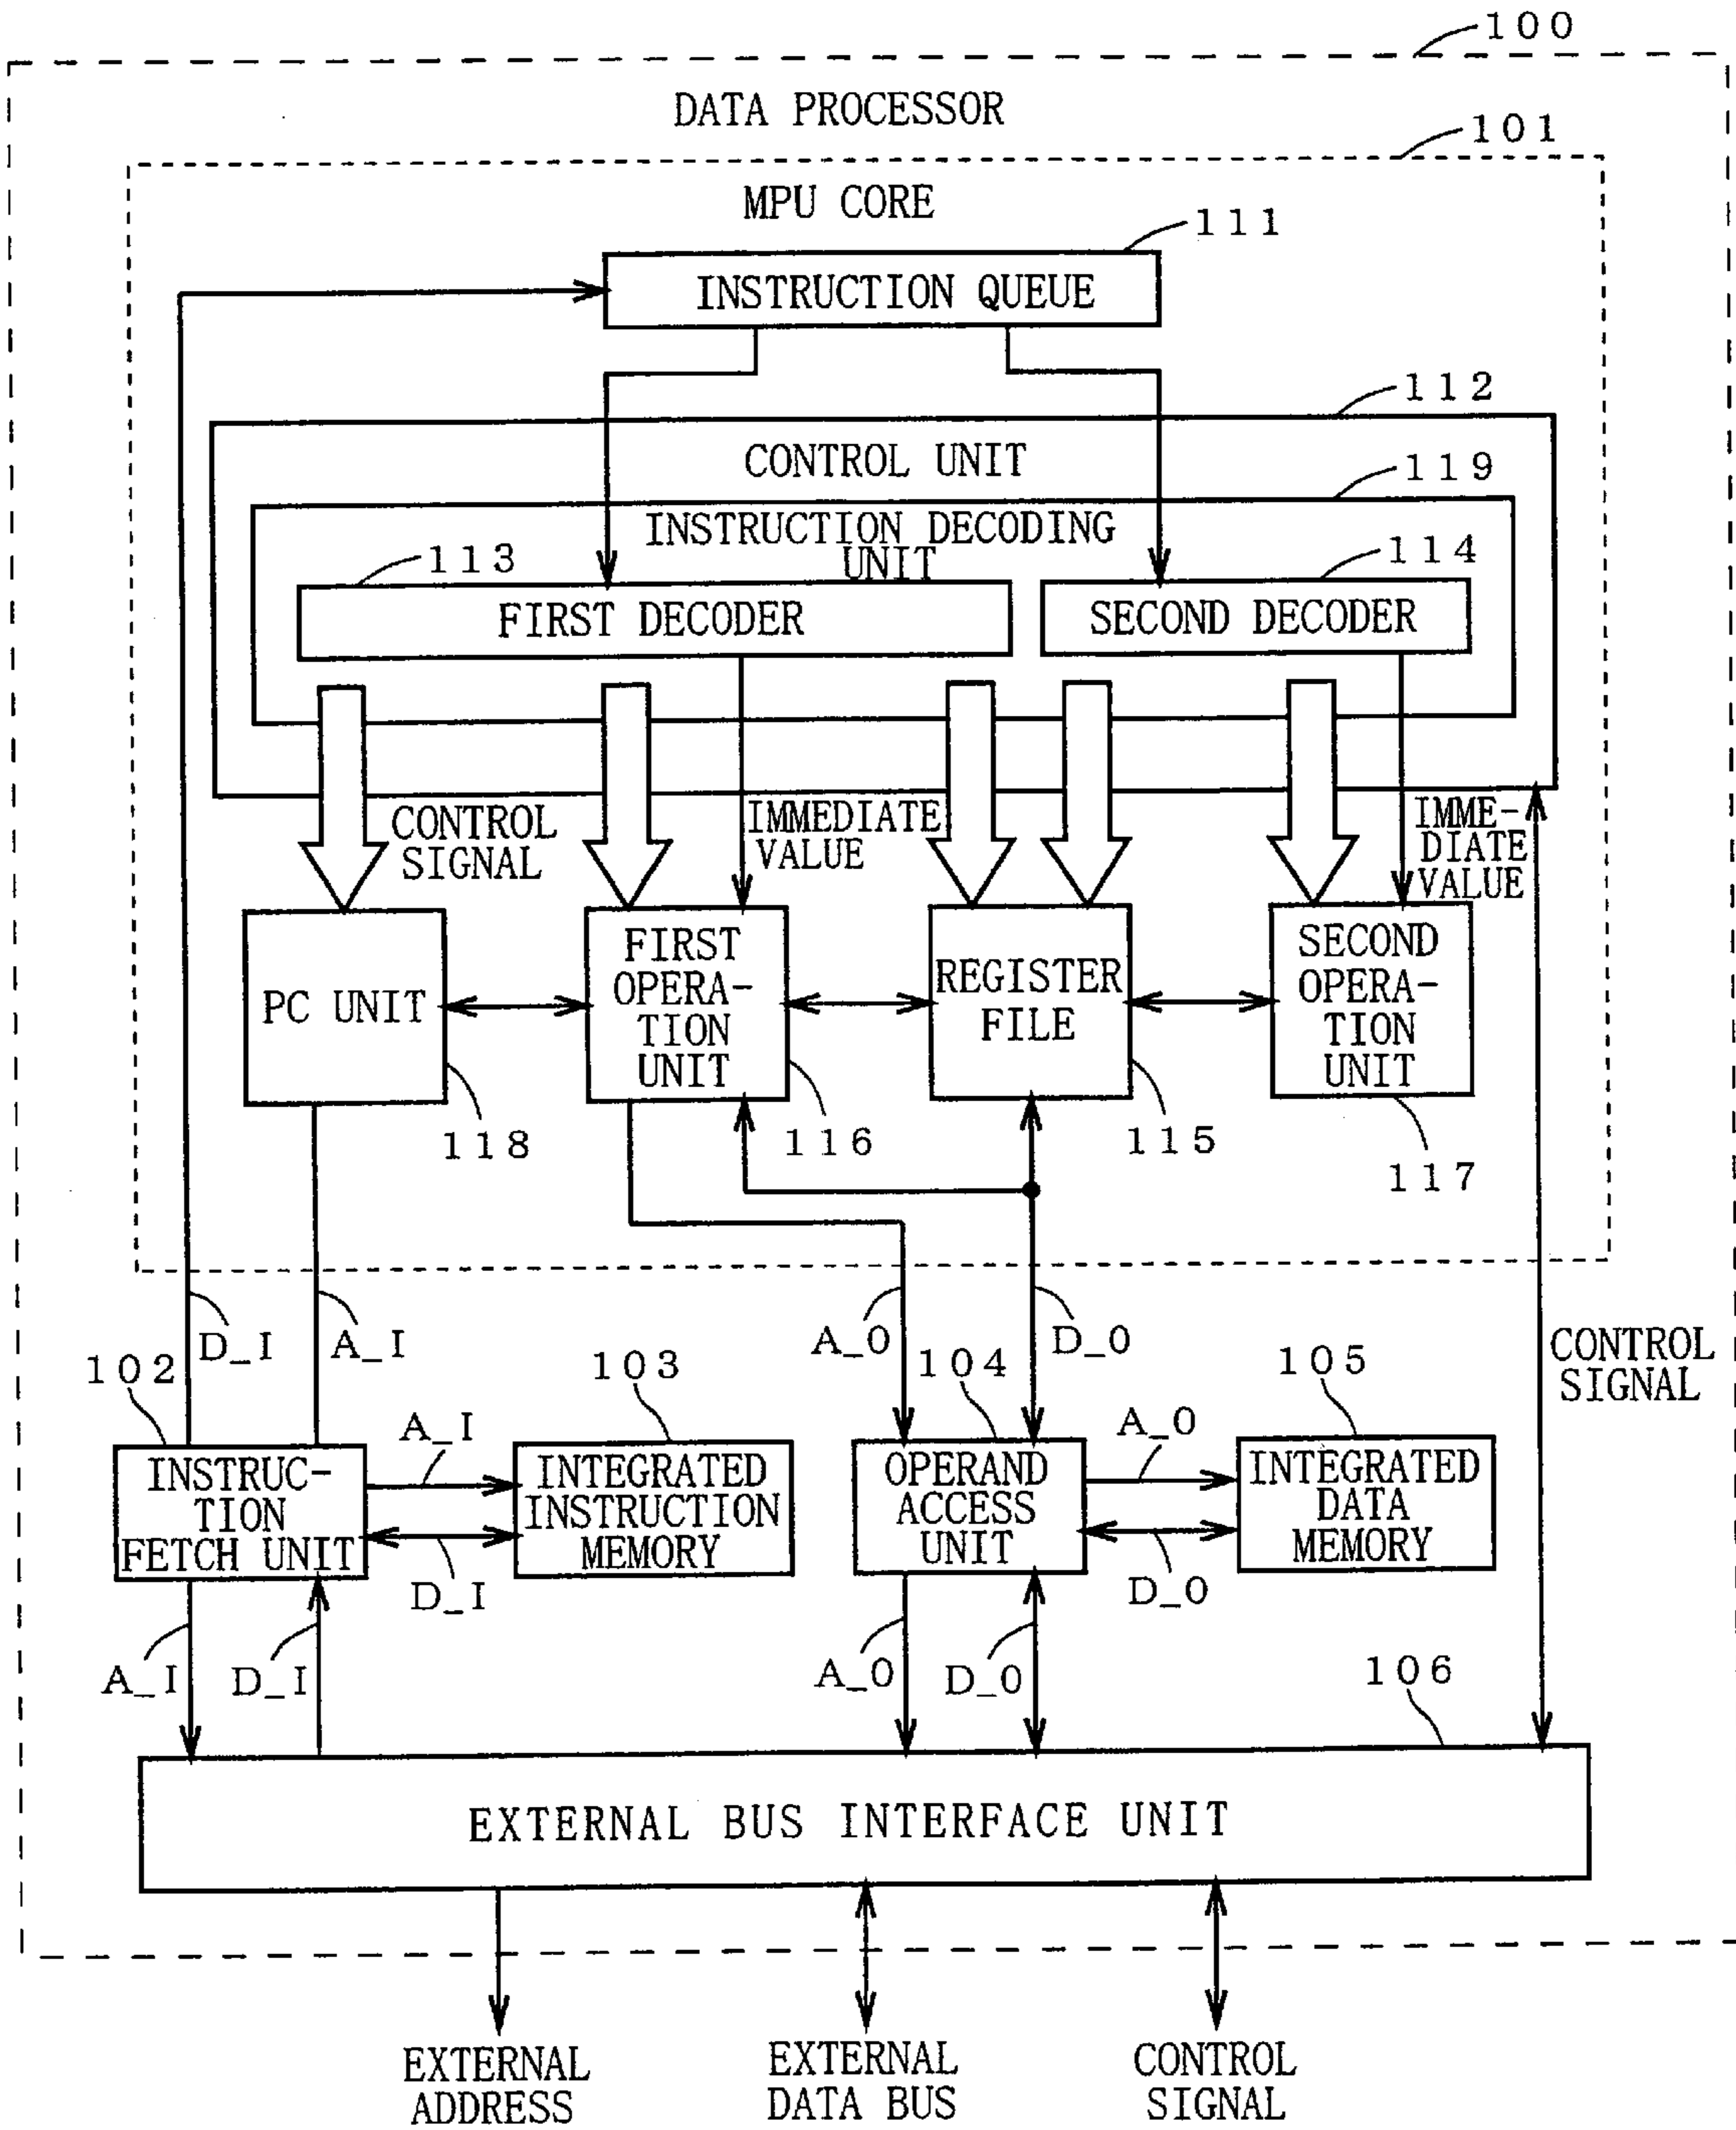 100
DATA PROCESSOR
101
MPU CORE
111
INSTRUCTION QUEUE
112
CONTROL UNIT
119
INSTRUCTION DECODING
UNIT
113
114
FIRST DECODER
SECOND DECODER
CONTROL
SIGNAL
IMMEDIATE
VALUE
IMME-
DIATE
VALUE
PC UNIT
FIRST
OPERA-
TION
UNIT
REGISTER
FILE
SECOND
OPERA-
TION
UNIT
118
116
115
117
D_I
A_I
A_0
D_0
CONTROL
SIGNAL
102
103
104
105
A_I
A_0
INSTRUC-
TION
FETCH UNIT
INTEGRATED
INSTRUCTION
MEMORY
OPERAND
ACCESS
UNIT
INTEGRATED
DATA
MEMORY
D_I
D_0
A_I
D_I
A_0
D_0
106
EXTERNAL BUS INTERFACE UNIT
EXTERNAL
ADDRESS
EXTERNAL
DATA BUS
CONTROL
SIGNAL